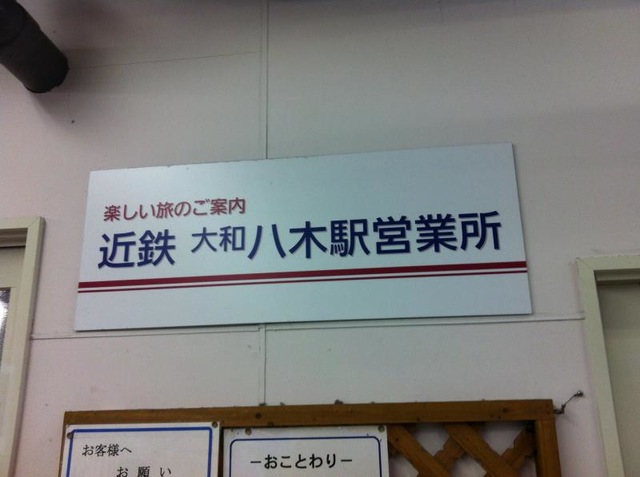 楽しい旅のご案内
近鉄 大和八木駅営業所
お客様へ
お願い
－おことわり－